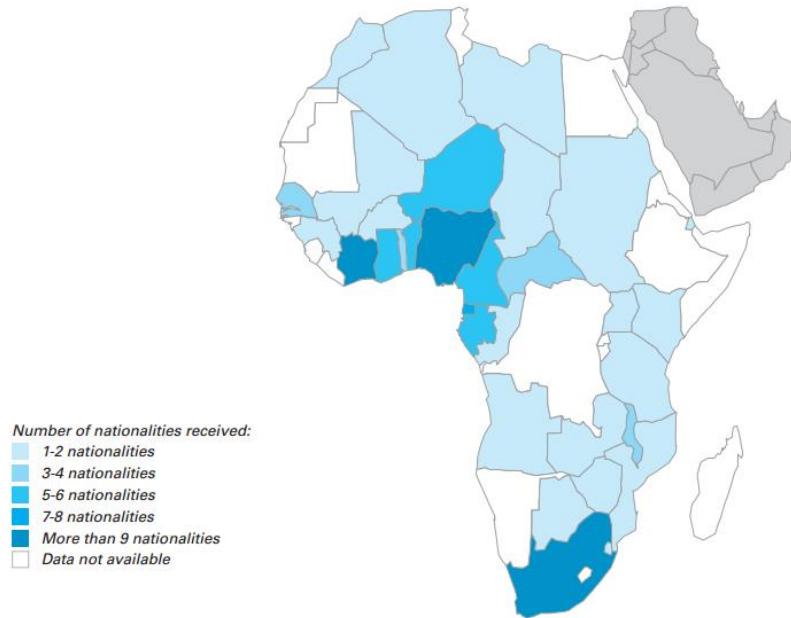 Number of nationalities received:
1-2 nationalities
3-4 nationalities
5-6 nationalities
7-8 nationalities
More than 9 nationalities
Data not available